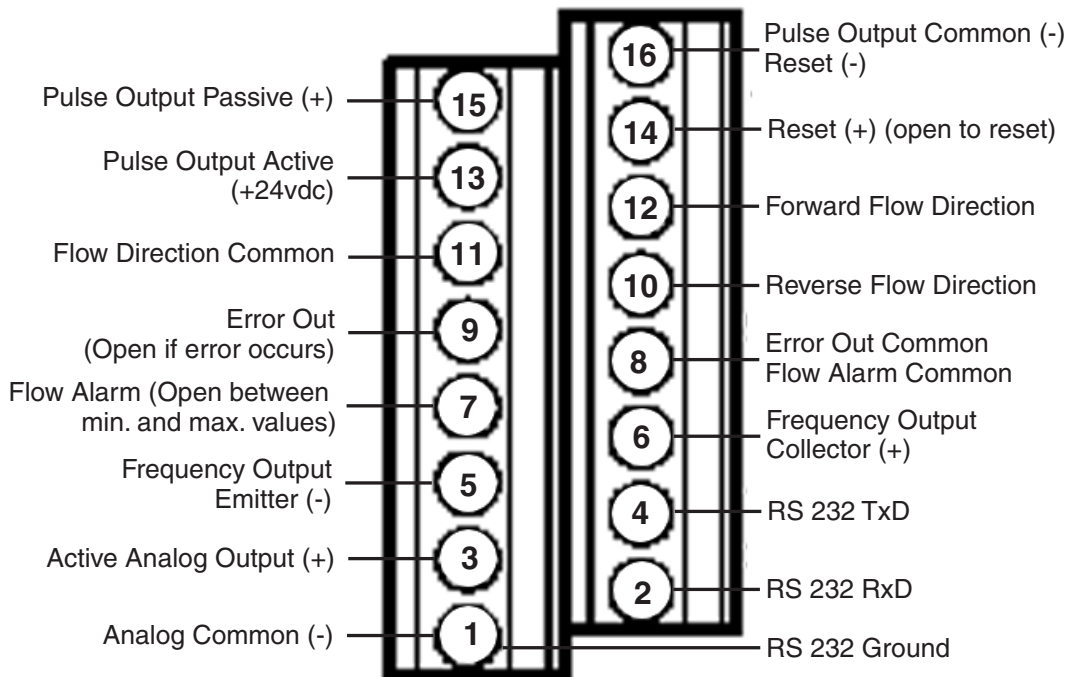 Pulse Output Passive (+)
15
Pulse Output Active
(+24vdc)
13
Flow Direction Common
11
Error Out
(Open if error occurs)
9
Flow Alarm (Open between
min. and max. values)
7
Frequency Output
Emitter (-)
5
Active Analog Output (+)
3
Analog Common (-)
1
16
Pulse Output Common (-)
Reset (-)
14
Reset (+) (open to reset)
12
Forward Flow Direction
10
Reverse Flow Direction
8
Error Out Common
Flow Alarm Common
6
Frequency Output
Collector (+)
4
RS 232 TxD
2
RS 232 RxD
RS 232 Ground